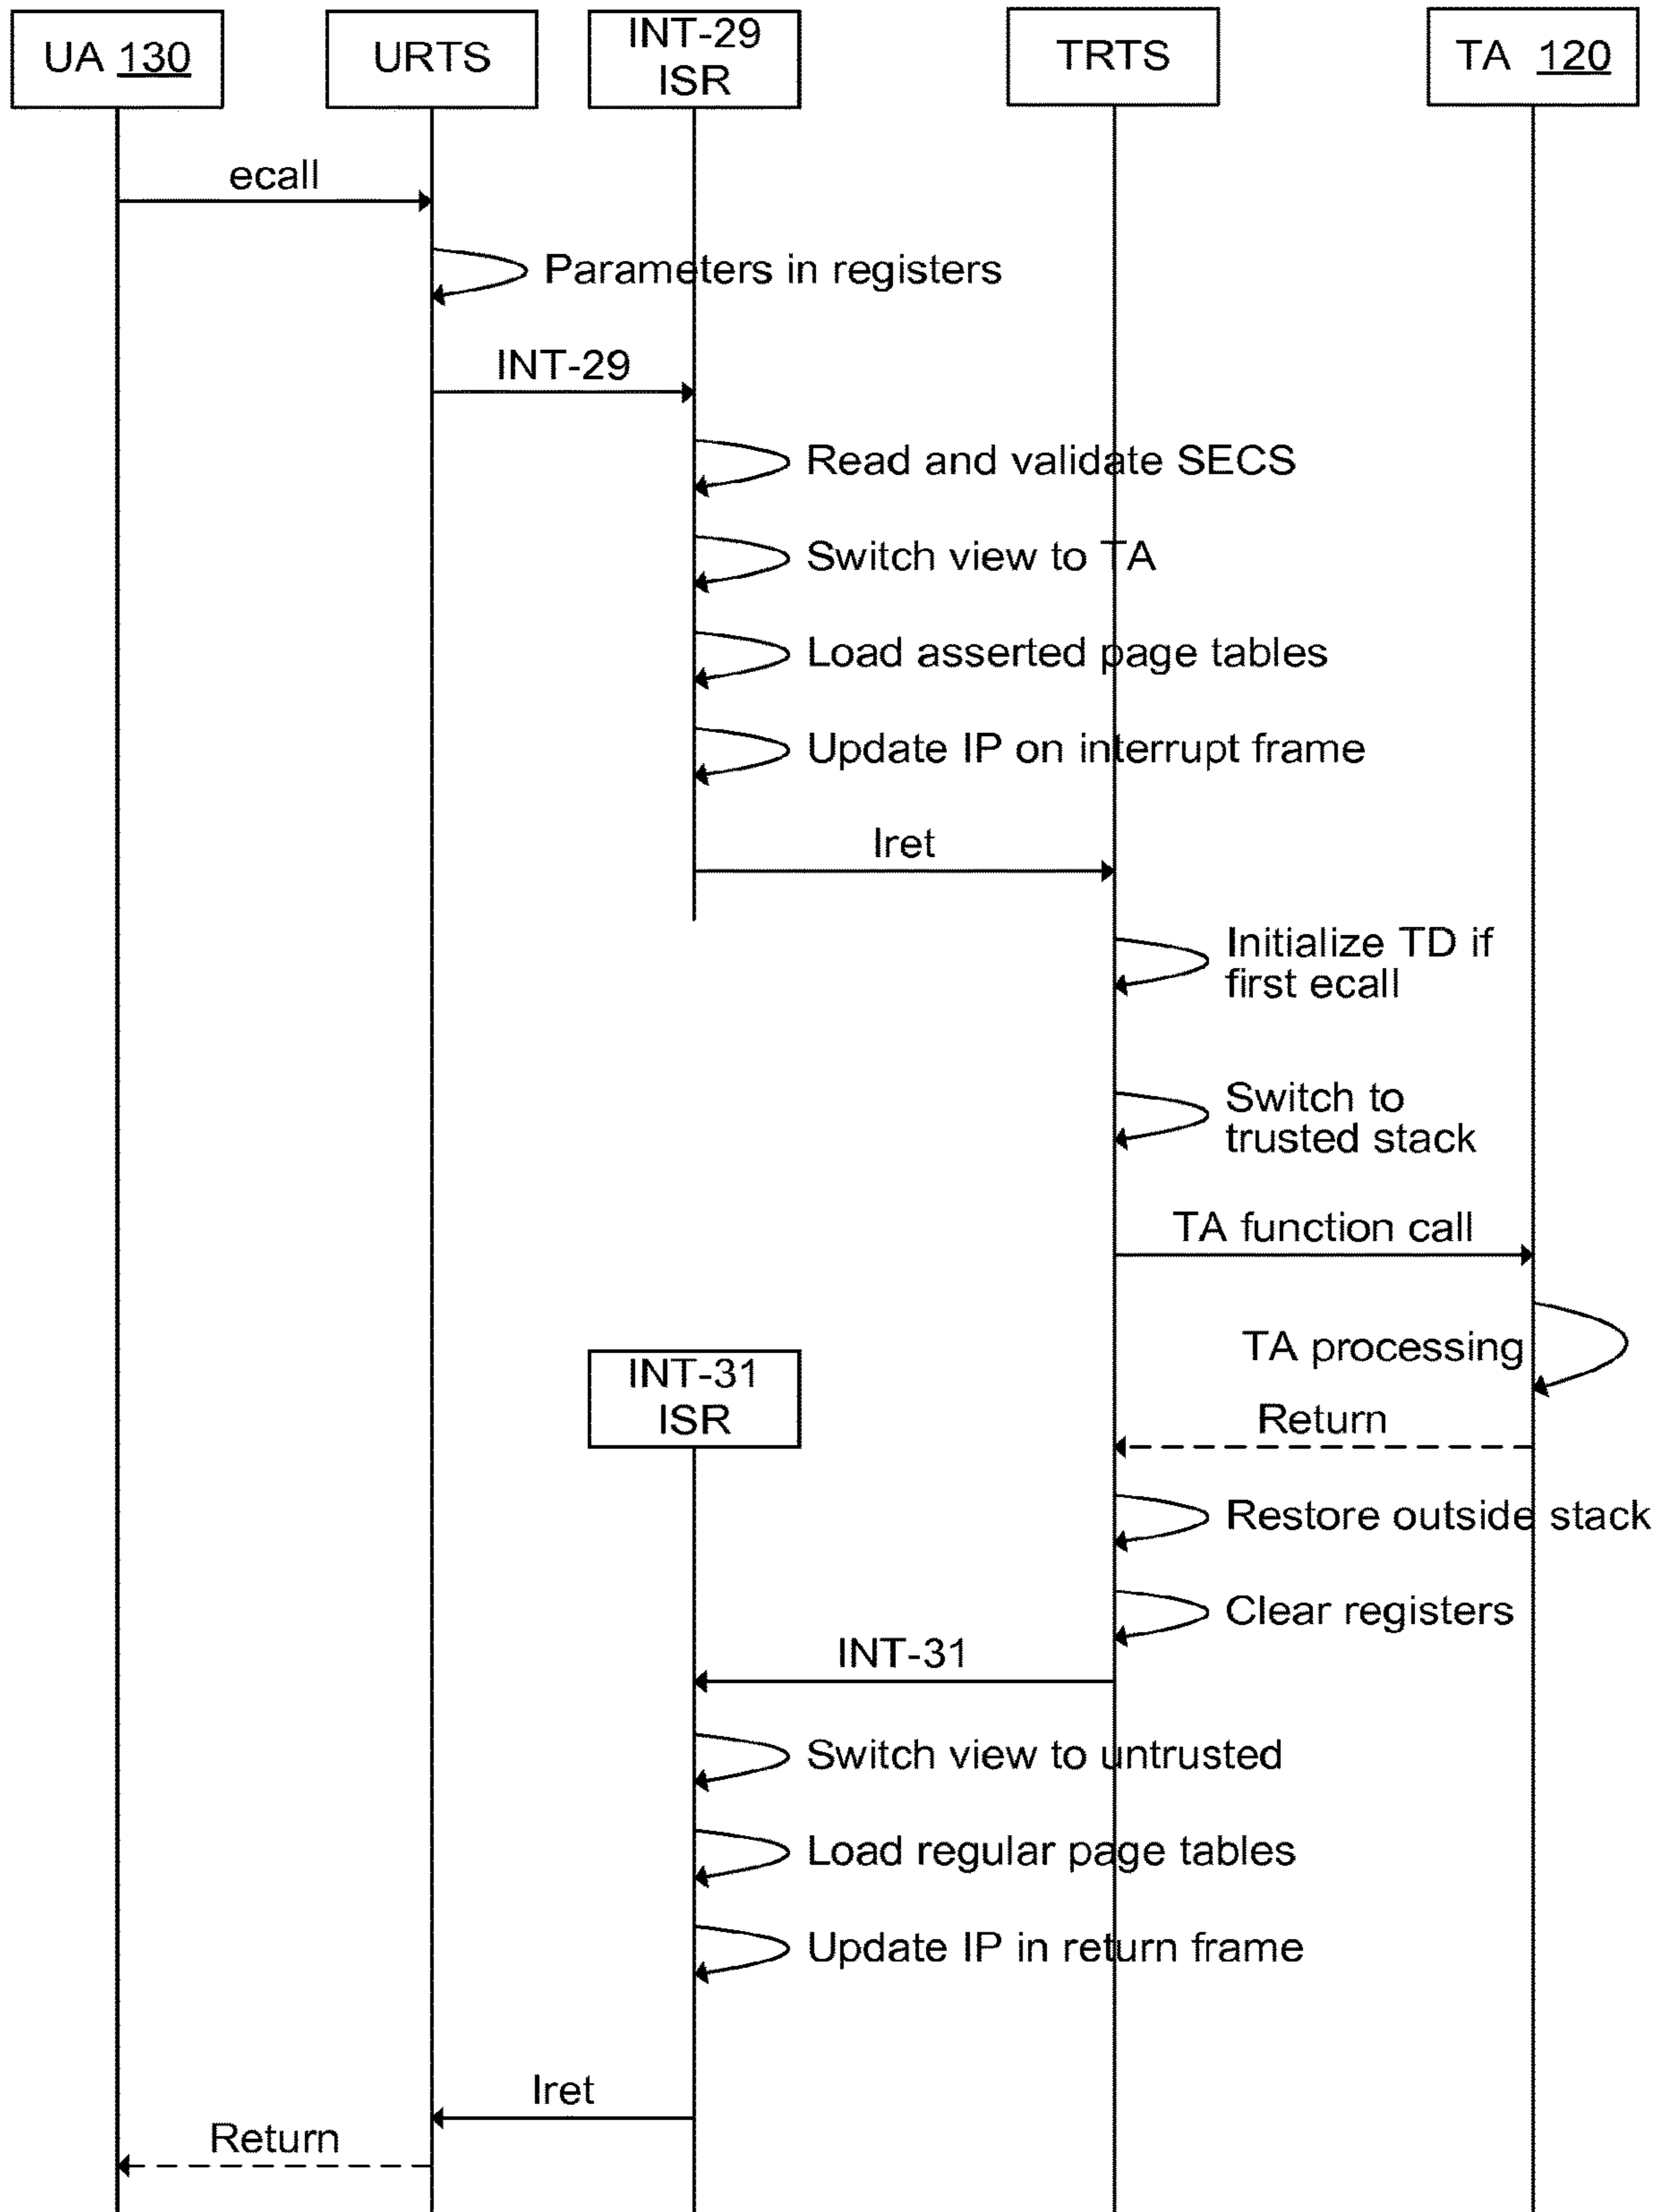 UA 130
URTS
INT-29
ISR
TRTS
TA 120
ecall
Parameters in registers
INT-29
Read and validate SECS
Switch view to TA
Load asserted page tables
Update IP on interrupt frame
Iret
Initialize TD if
first ecall
Switch to
trusted stack
TA function call
TA processing
INT-31
ISR
Return
Restore outside stack
Clear registers
INT-31
Switch view to untrusted
Load regular page tables
Update IP in return frame
Iret
Return